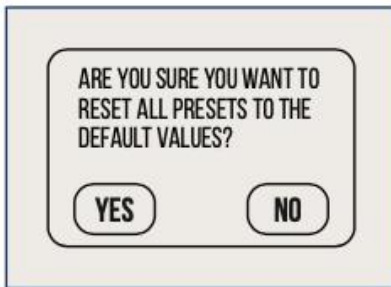 ARE YOU SURE YOU WANT TO
RESET ALL PRESETS TO THE
DEFAULT VALUES?
YES NO